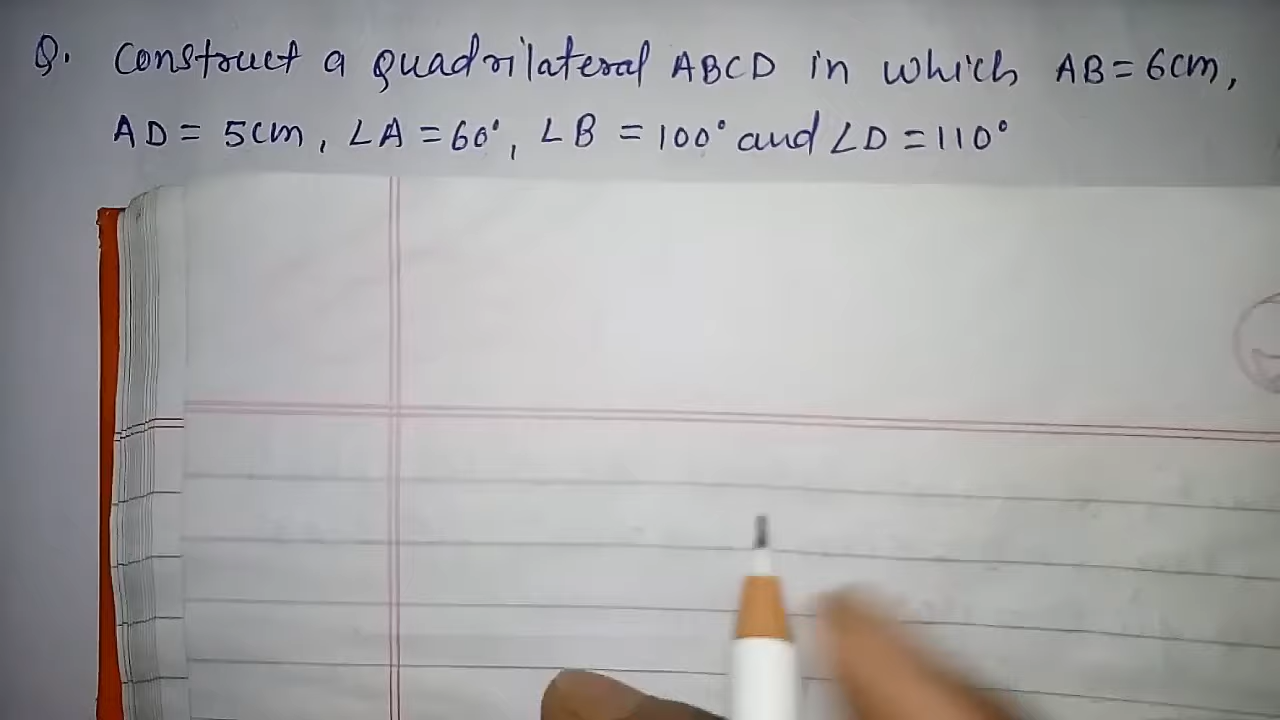 Q. Construct a quadrilateral ABCD in which AB = 6cm,
AD = 5cm, ∠A = 60°, ∠B = 100° and ∠D = 110°